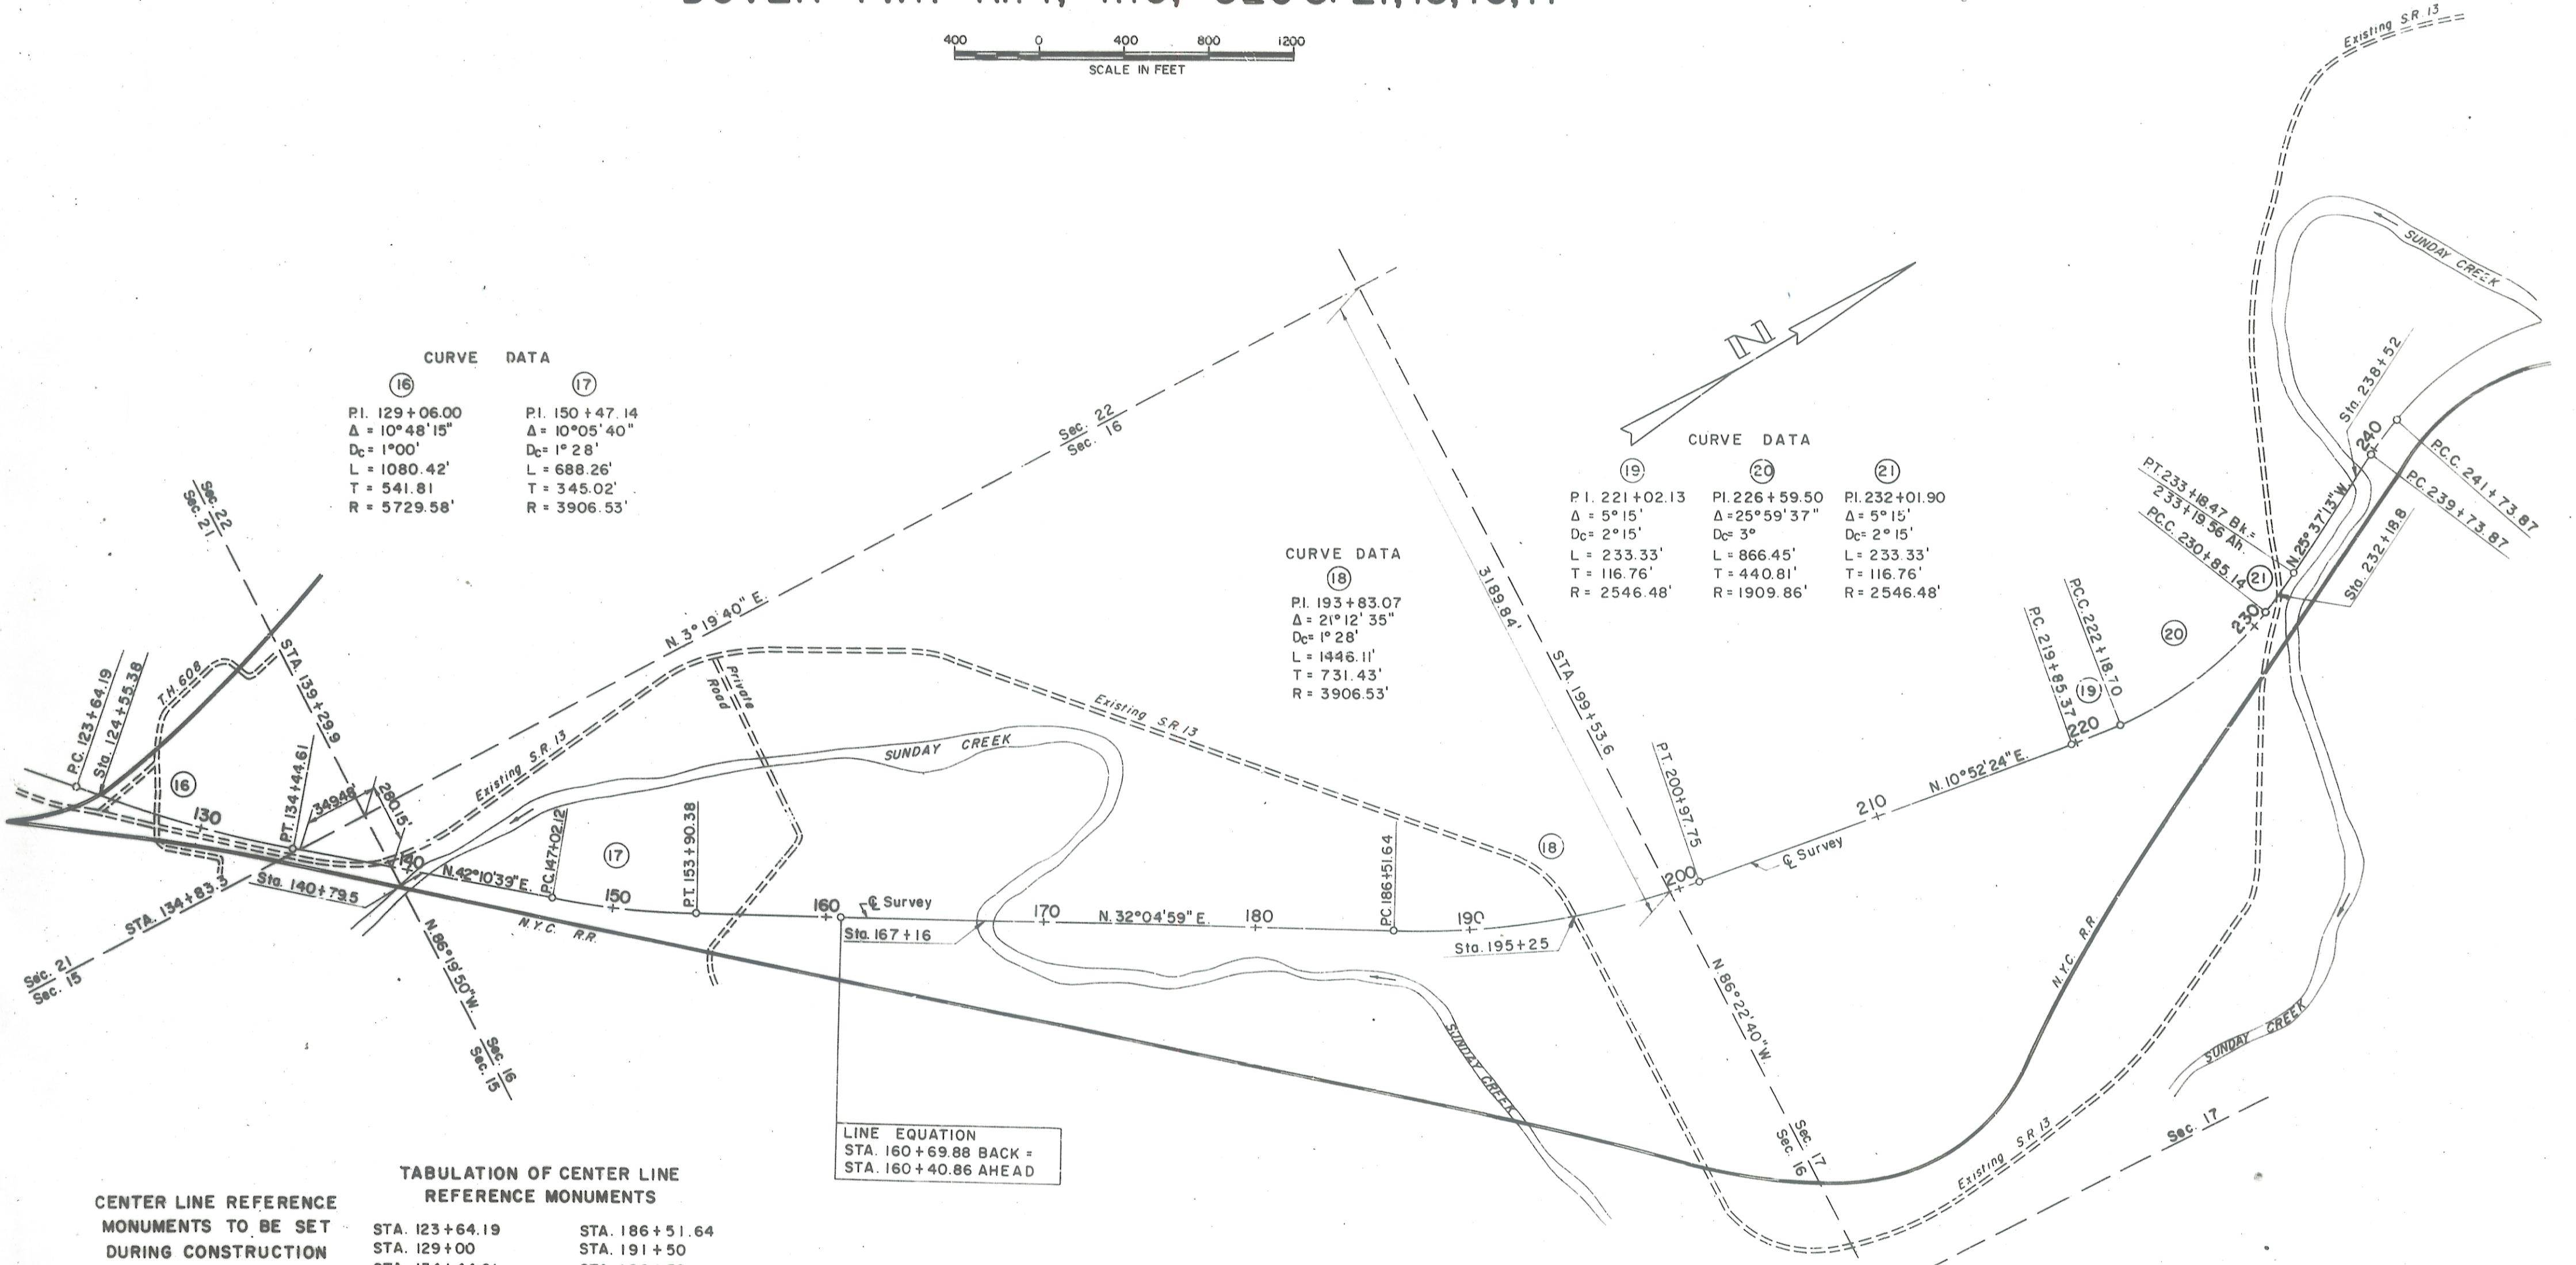 400 0 400 800 1200
SCALE IN FEET
Existing S.R 13
SUNDAY CREEK
CURVE DATA
16
P.I. 129+06.00
Δ = 10°48'15"
Dc= 1°00'
L = 1080.42'
T = 541.81
R = 5729.58'
17
P.I. 150+47.14
Δ = 10°05'40"
Dc= 1°28'
L = 688.26'
T = 345.02'
R = 3906.53'
N
CURVE DATA
19
P.I. 221+02.13
Δ = 5°15'
Dc= 2°15'
L = 233.33'
T = 116.76'
R = 2546.48'
20
P.I. 226+59.50
Δ =25°59'37"
Dc= 3°
L = 866.45'
T = 440.81'
R = 1909.86'
21
P.I. 232+01.90
Δ = 5°15'
Dc= 2°15'
L = 233.33'
T = 116.76'
R = 2546.48'
CURVE DATA
18
P.I. 193+83.07
Δ = 21°12'35"
Dc= 1°28'
L = 1446.11'
T = 731.43'
R = 3906.53'
Sec. 22
Sec. 16
Sec. 22
Sec. 21
N. 3°19'40" E.
3189.84'
STA. 199+53.6
Sta. 238+52
240
P.C.C. 241+73.87
P.C. 239+73.87
P.T. 233+18.47 Bk.=
233+19.56 Ah.
P.C.C. 230+85.14
N.25°37'13"W.
21
Sta. 232+18.8
230
20
P.C.C. 222+18.70
P.C. 219+85.37
19
220
T.H. 608
STA. 139+29.9
P.C. 123+64.19
Sta. 124+55.38
16
130
P.T. 134+44.61
349.48'
280.15'
140
Existing S.R. 13
Private
Road
Existing S.R. 13
SUNDAY CREEK
Sta. 140+79.5
STA. 134+83.3
Sec. 21
Sec. 15
N.42°10'39"E.
P.C. 147+02.12
17
150
P.T. 153+90.38
160
℄ Survey
Sta. 167+16
170
N. 32°04'59" E.
180
P.C. 186+51.64
190
Sta. 195+25
18
200
P.T. 200+97.75
℄ Survey
210
N. 10°52'24" E.
N.Y.C. R.R.
N. 86°19'50"W.
Sec. 16
Sec. 15
N. 86°22'40"W.
Sec. 17
Sec. 16
SUNDAY CREEK
N.Y.C. R.R.
SUNDAY CREEK
Existing S.R 13
Sec. 17
LINE EQUATION
STA. 160+69.88 BACK =
STA. 160+40.86 AHEAD
CENTER LINE REFERENCE
MONUMENTS TO BE SET
DURING CONSTRUCTION
TABULATION OF CENTER LINE
REFERENCE MONUMENTS
STA. 123+64.19 STA. 186+51.64
STA. 129+00 STA. 191+50